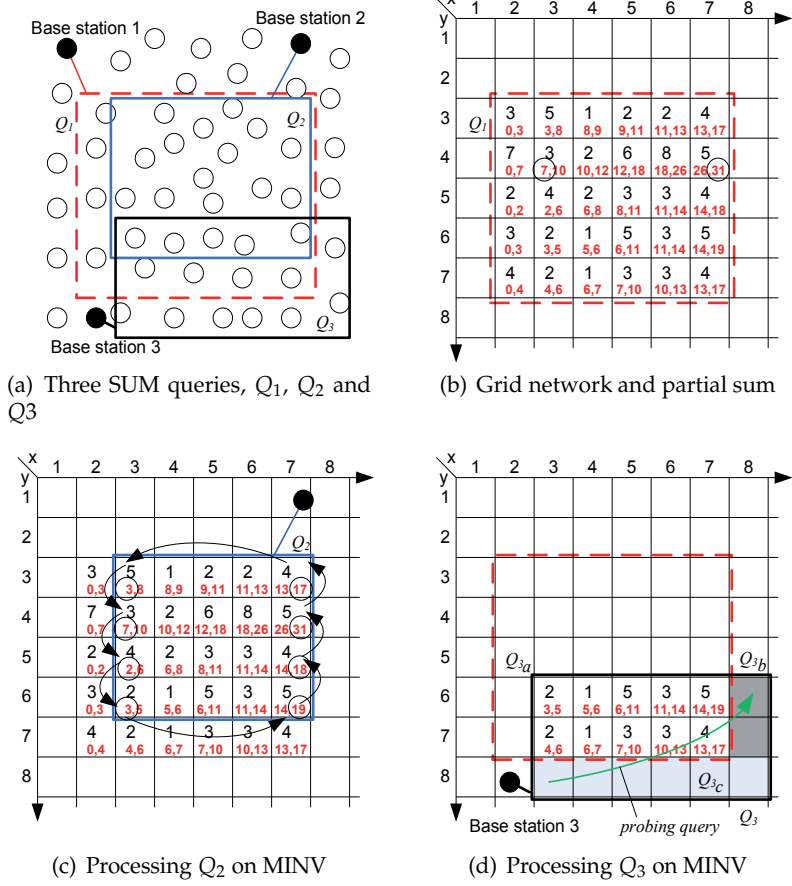 Base station 1
Base station 2
Q1
Q2
Q3
Base station 3
(a) Three SUM queries, Q1, Q2 and
Q3
x
y
1 2 3 4 5 6 7 8
1
2
3
4
5
6
7
8
Q1
3 5 1 2 2 4
0,3 3,8 8,9 9,11 11,13 13,17
7 3 2 6 8 5
0,7 7,10 10,12 12,18 18,26 26,31
2 4 2 3 3 4
0,2 2,6 6,8 8,11 11,14 14,18
3 2 1 5 3 5
0,3 3,5 5,6 6,11 11,14 14,19
4 2 1 3 3 4
0,4 4,6 6,7 7,10 10,13 13,17
(b) Grid network and partial sum
x
y
1 2 3 4 5 6 7 8
1
2
3
4
5
6
7
8
Q2
3 5 1 2 2 4
0,3 3,8 8,9 9,11 11,13 13,17
7 3 2 6 8 5
0,7 7,10 10,12 12,18 18,26 26,31
2 4 2 3 3 4
0,2 2,6 6,8 8,11 11,14 14,18
3 2 1 5 3 5
0,3 3,5 5,6 6,11 11,14 14,19
4 2 1 3 3 4
0,4 4,6 6,7 7,10 10,13 13,17
(c) Processing Q2 on MINV
x
y
1 2 3 4 5 6 7 8
1
2
3
4
5
6
7
8
Q3a
Q3b
2 1 5 3 5
3,5 5,6 6,11 11,14 14,19
2 1 3 3 4
4,6 6,7 7,10 10,13 13,17
Q3c
Q3
Base station 3
probing query
(d) Processing Q3 on MINV